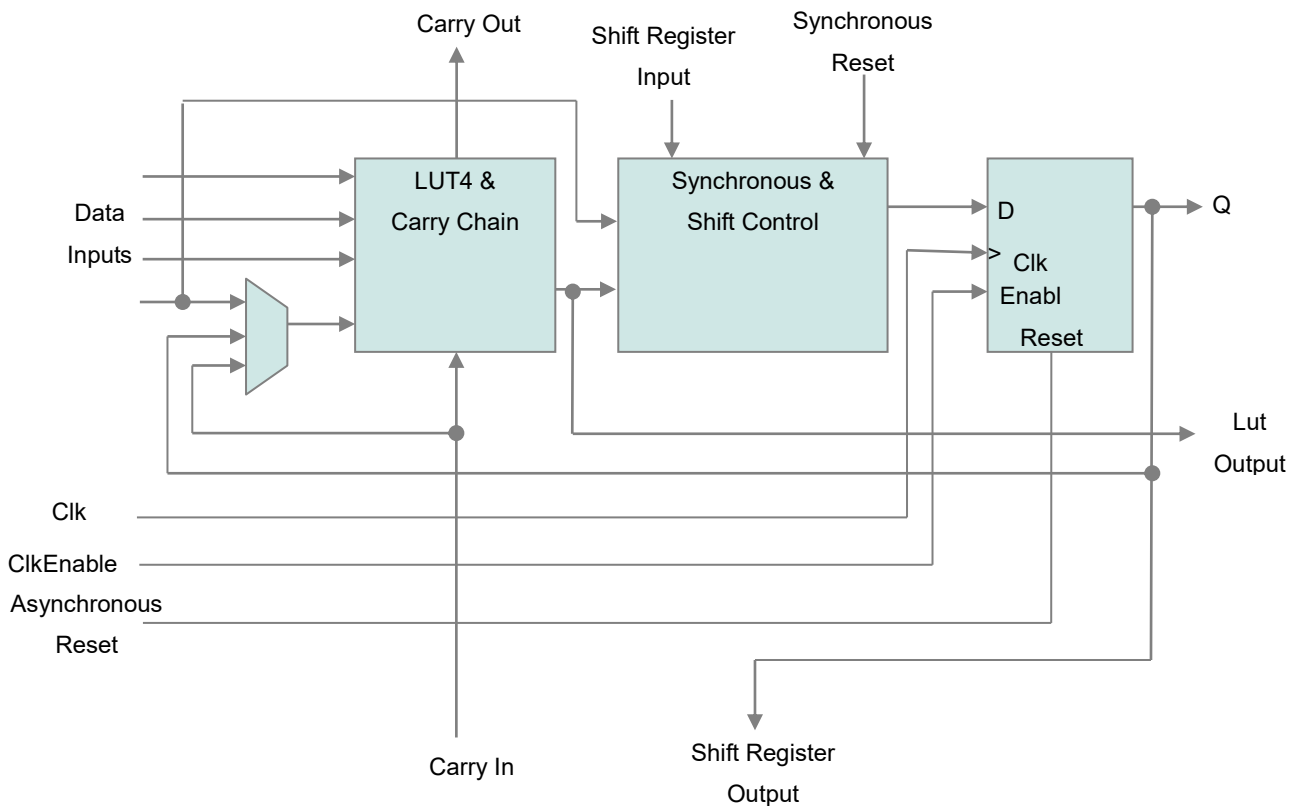 Carry Out
Shift Register
Input
Synchronous
Reset
Data
Inputs
LUT4 &
Carry Chain
Synchronous &
Shift Control
D
>
Clk
Enabl
Reset
Q
Lut
Output
Clk
ClkEnable
Asynchronous
Reset
Carry In
Shift Register
Output